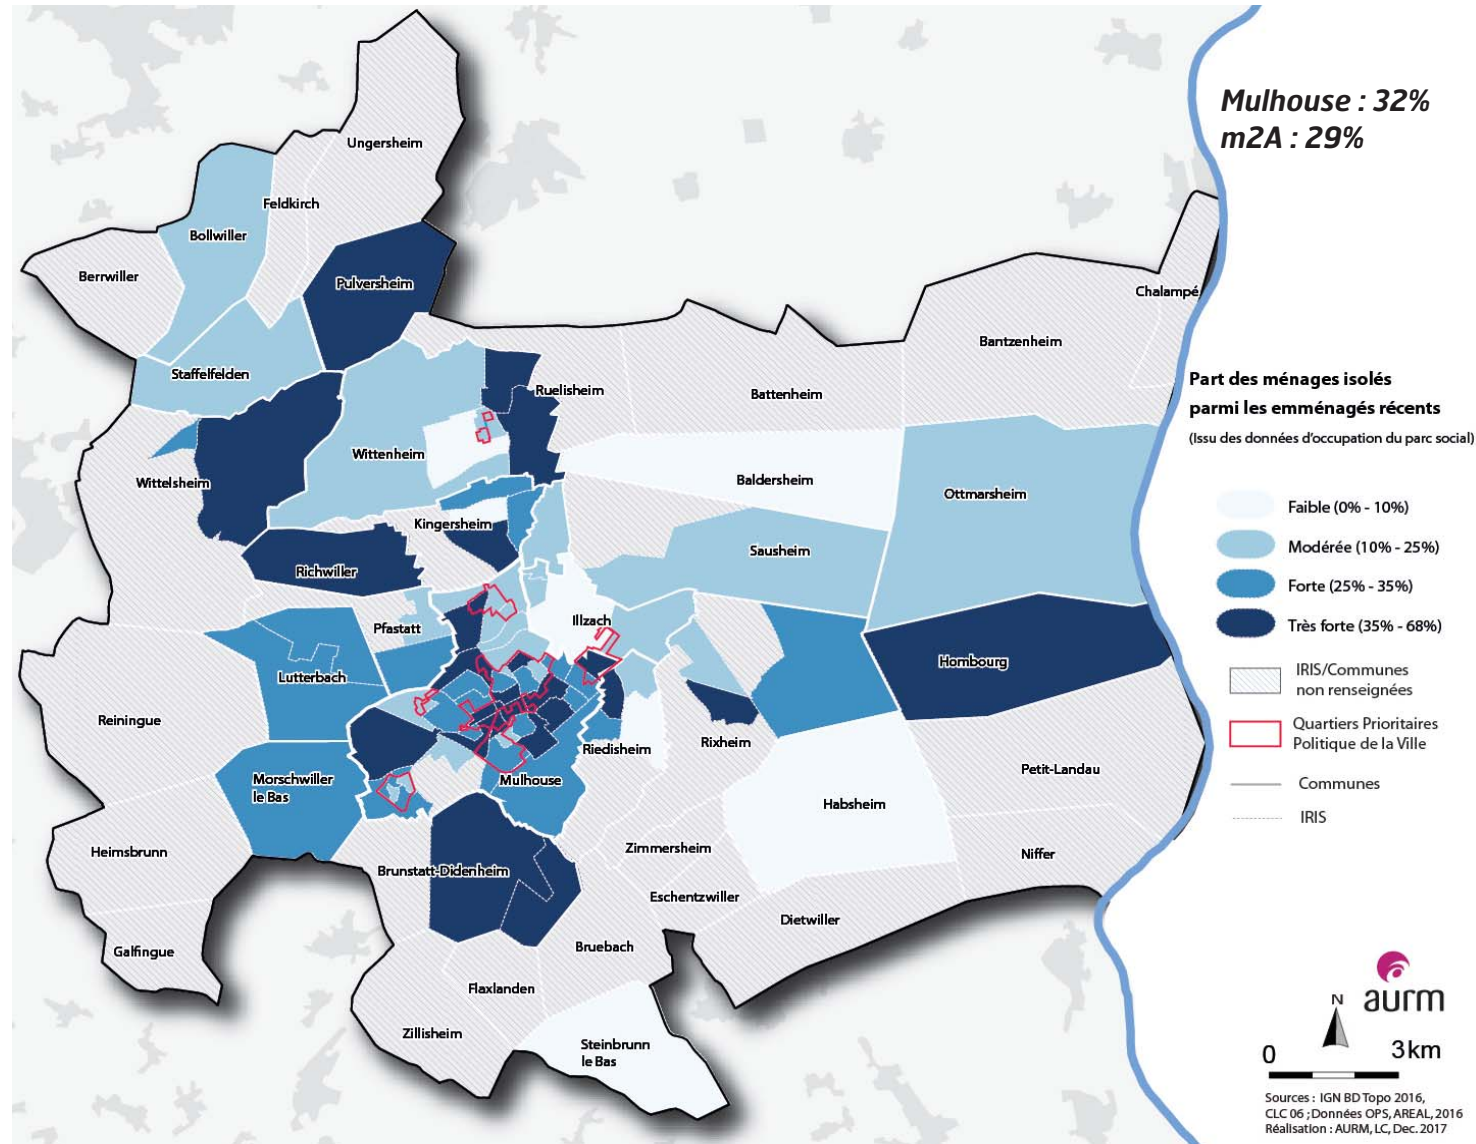 Mulhouse : 32%
m2A : 29%
Ungersheim
Feldkirch
Bollwiller
Berrwiller
Pulversheim
Chalampé
Bantzenheim
Staffelfelden
Ruelisheim
Battenheim
Wittenheim
Wittelsheim
Baldersheim
Ottmarsheim
Kingersheim
Sausheim
Richwiller
Illzach
Pfastatt
Hombourg
Lutterbach
Reiningue
Riedisheim
Rixheim
Petit-Landau
Morschwiller
le Bas
Mulhouse
Habsheim
Heimsbrunn
Zimmersheim
Niffer
Brunstatt-Didenheim
Eschentzwiller
Dietwiller
Galfingue
Bruebach
Flaxlanden
Zillisheim
Steinbrunn
le Bas
Part des ménages isolés
parmi les emménagés récents
(Issu des données d'occupation du parc social)
Faible (0% - 10%)
Modérée (10% - 25%)
Forte (25% - 35%)
Très forte (35% - 68%)
IRIS/Communes
non renseignées
Quartiers Prioritaires
Politique de la Ville
Communes
IRIS
aurm
N
0 3km
Sources : IGN BD Topo 2016,
CLC 06 ; Données OPS, AREAL, 2016
Réalisation : AURM, LC, Dec. 2017